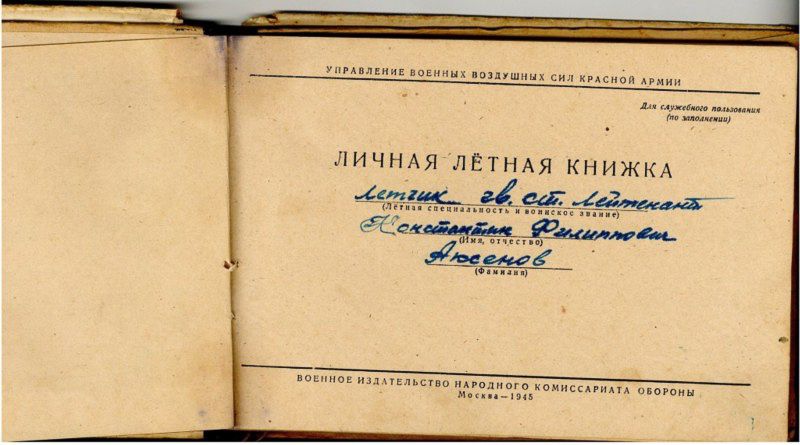 УПРАВЛЕНИЕ ВОЕННЫХ ВОЗДУШНЫХ СИЛ КРАСНОЙ АРМИИ
Для служебного пользования
(по заполнении)
ЛИЧНАЯ ЛЁТНАЯ КНИЖКА
Летчик гв. ст. лейтенант
(Лётная специальность и воинское звание)
Константин Филиппович
(Имя, отчество)
Аксенов
(Фамилия)
ВОЕННОЕ ИЗДАТЕЛЬСТВО НАРОДНОГО КОМИССАРИАТА ОБОРОНЫ
Москва—1945